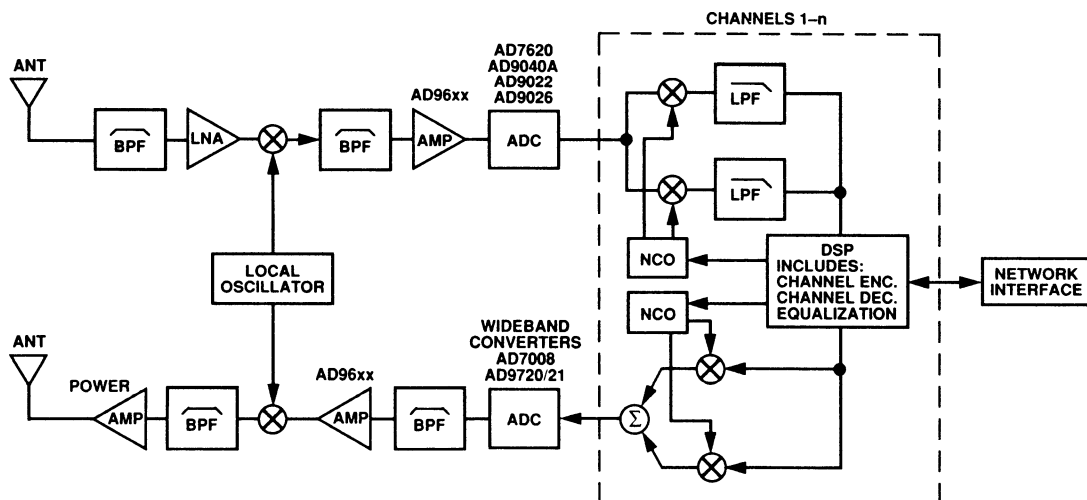 CHANNELS 1–n
AD7620
AD9040A
AD9022
AD9026
ANT
AD96xx
BPF
LNA
BPF
AMP
ADC
LPF
LPF
NCO
DSP
INCLUDES:
CHANNEL ENC.
CHANNEL DEC.
EQUALIZATION
NETWORK
INTERFACE
LOCAL
OSCILLATOR
NCO
WIDEBAND
CONVERTERS
AD7008
AD9720/21
ANT
POWER
AMP
BPF
AD96xx
AMP
BPF
ADC
Σ